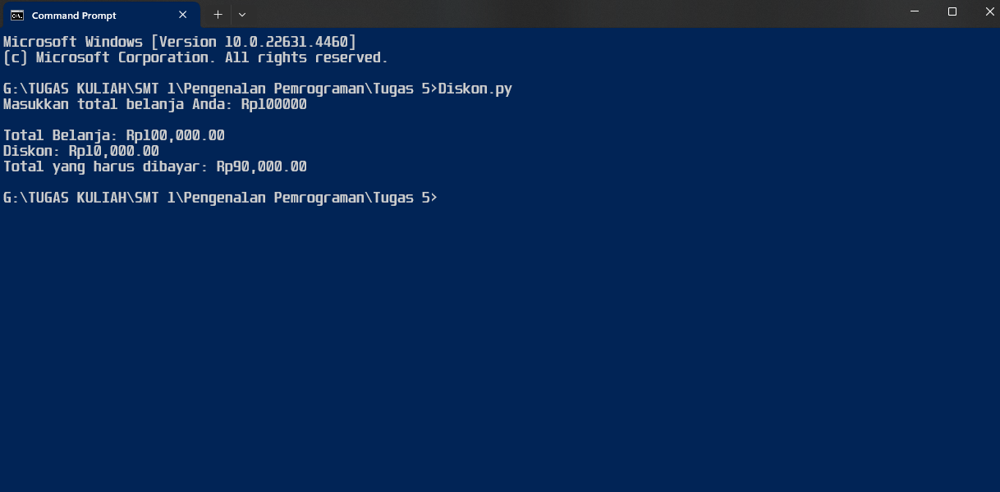 Command Prompt
Microsoft Windows [Version 10.0.22631.4460]
(c) Microsoft Corporation. All rights reserved.
G:\TUGAS KULIAH\SMT 1\Pengenalan Pemrograman\Tugas 5>Diskon.py
Masukkan total belanja Anda: Rp100000
Total Belanja: Rp100,000.00
Diskon: Rp10,000.00
Total yang harus dibayar: Rp90,000.00
G:\TUGAS KULIAH\SMT 1\Pengenalan Pemrograman\Tugas 5>